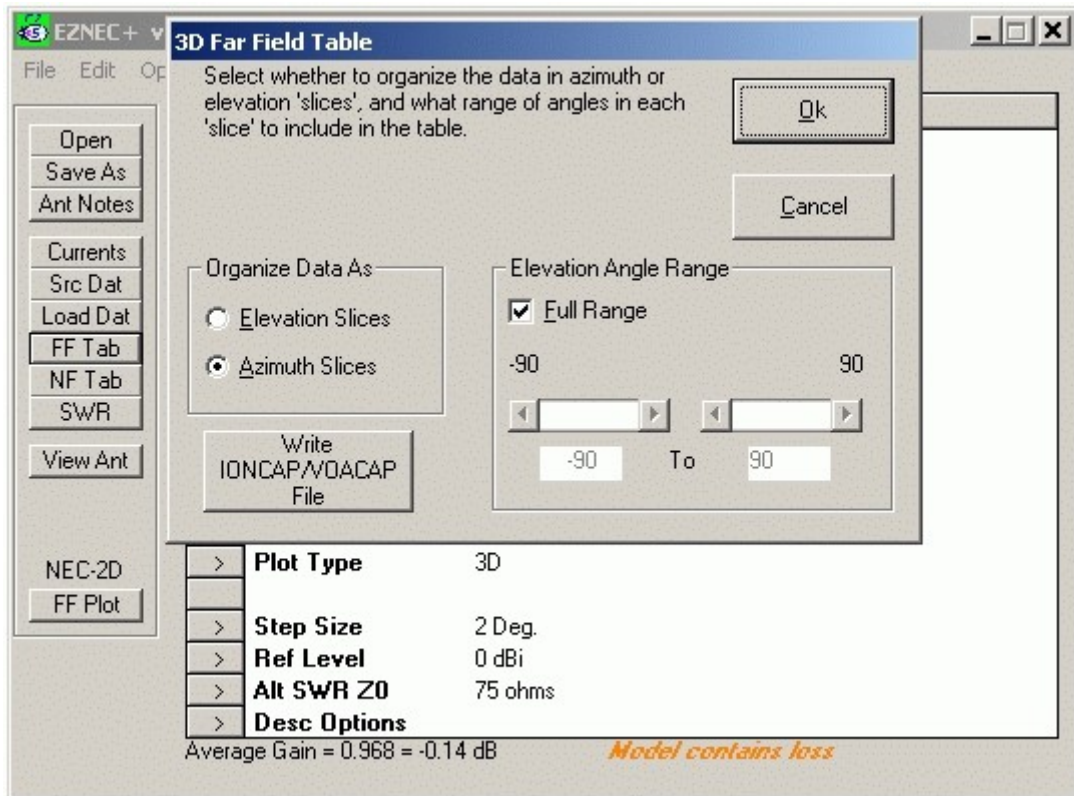 EZNEC+ v
3D Far Field Table
File Edit Op
Select whether to organize the data in azimuth or
elevation 'slices', and what range of angles in each
'slice' to include in the table.
Ok
Cancel
Open
Save As
Ant Notes
Currents
Src Dat
Load Dat
FF Tab
NF Tab
SWR
View Ant
NEC-2D
FF Plot
Organize Data As
Elevation Slices
Azimuth Slices
Write
IONCAP/VOACAP
File
Elevation Angle Range
Full Range
-90 90
-90 To 90
> Plot Type 3D
> Step Size 2 Deg.
> Ref Level 0 dBi
> Alt SWR Z0 75 ohms
> Desc Options
Average Gain = 0.968 = -0.14 dB Model contains loss